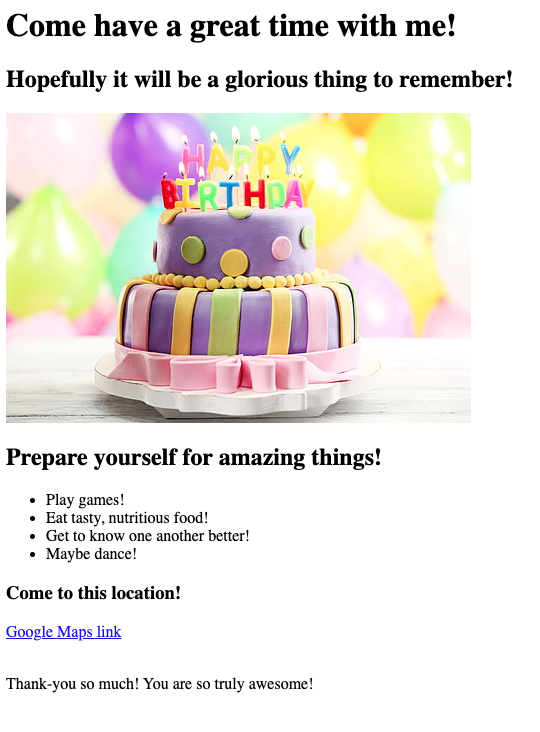 Come have a great time with me!
Hopefully it will be a glorious thing to remember!
HAPPY
BIRTHDAY
Prepare yourself for amazing things!
Play games!
Eat tasty, nutritious food!
Get to know one another better!
Maybe dance!
Come to this location!
Google Maps link
Thank-you so much! You are so truly awesome!